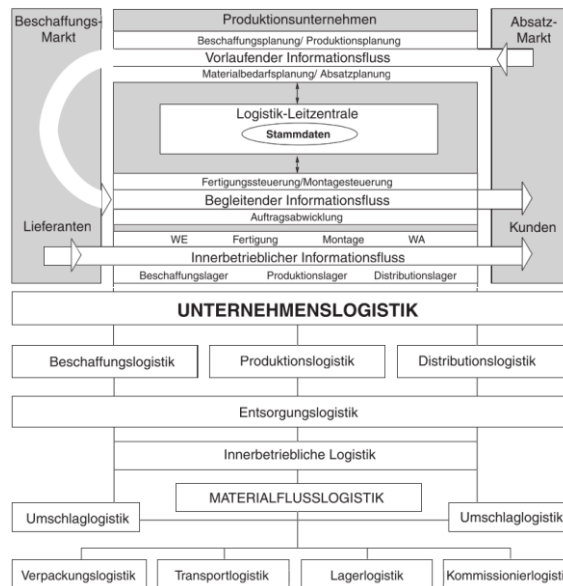 Beschaffungs-
Markt
Produktionsunternehmen
Absatz-
Markt
Beschaffungsplanung/ Produktionsplanung
Vorlaufender Informationsfluss
Materialbedarfsplanung/ Absatzplanung
Logistik-Leitzentrale
Stammdaten
Fertigungssteuerung/Montagesteuerung
Begleitender Informationsfluss
Auftragsabwicklung
Lieferanten
Kunden
WE Fertigung Montage WA
Innerbetrieblicher Informationsfluss
Beschaffungslager Produktionslager Distributionslager
UNTERNEHMENSLOGISTIK
Beschaffungslogistik Produktionslogistik Distributionslogistik
Entsorgungslogistik
Innerbetriebliche Logistik
MATERIALFLUSSLOGISTIK
Umschlaglogistik Umschlaglogistik
Verpackungslogistik Transportlogistik Lagerlogistik Kommissionierlogistik